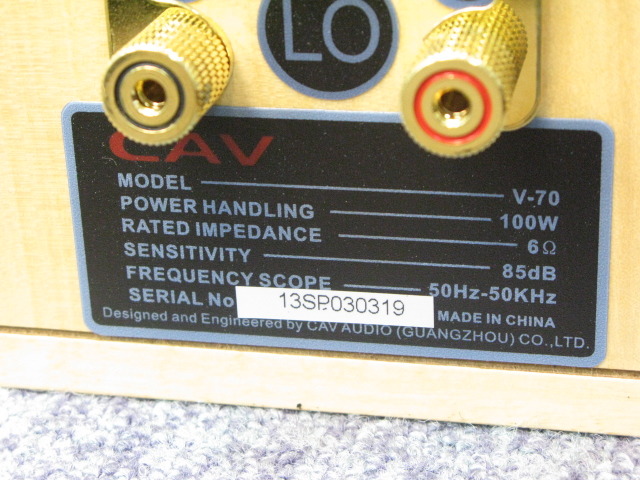 LO
CAV
MODEL V-70
POWER HANDLING 100W
RATED IMPEDANCE 6Ω
SENSITIVITY 85dB
FREQUENCY SCOPE 50Hz-50KHz
SERIAL No 13SP030319 MADE IN CHINA
Designed and Engineered by CAV AUDIO (GUANGZHOU) CO.,LTD.